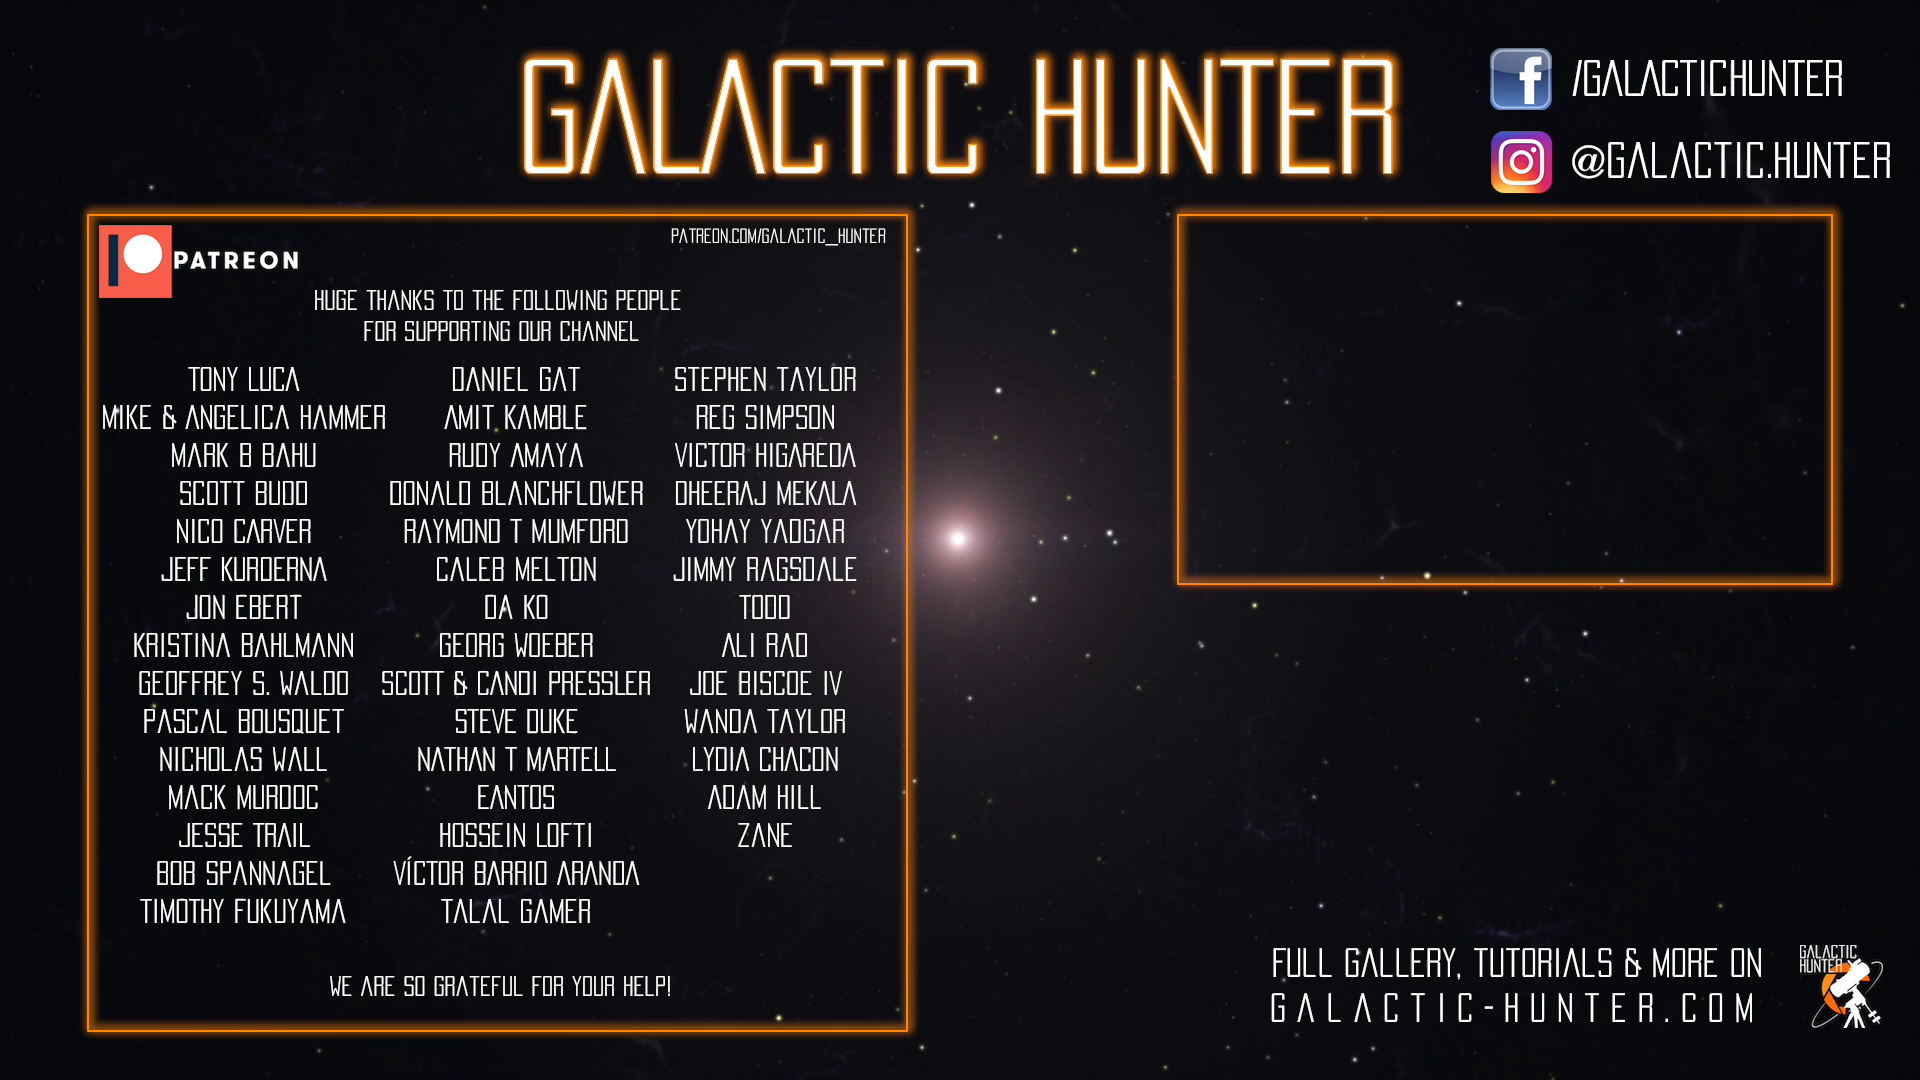 GALACTIC HUNTER
/GALACTICHUNTER
@GALACTIC.HUNTER
PATREON
PATREON.COM/GALACTIC_HUNTER
HUGE THANKS TO THE FOLLOWING PEOPLE
FOR SUPPORTING OUR CHANNEL
TONY LUCA
MIKE & ANGELICA HAMMER
MARK B BAHU
SCOTT BUDD
NICO CARVER
JEFF KURDERNA
JON EBERT
KRISTINA BAHLMANN
GEOFFREY S. WALDO
PASCAL BOUSQUET
NICHOLAS WALL
MACK MURDOC
JESSE TRAIL
BOB SPANNAGEL
TIMOTHY FUKUYAMA
DANIEL GAT
AMIT KAMBLE
RUDY AMAYA
DONALD BLANCHFLOWER
RAYMOND T MUMFORD
CALEB MELTON
DA KO
GEORG WOEBER
SCOTT & CANDI PRESSLER
STEVE DUKE
NATHAN T MARTELL
EANTOS
HOSSEIN LOFTI
VÍCTOR BARRIO ARANDA
TALAL GAMER
STEPHEN TAYLOR
REG SIMPSON
VICTOR HIGAREDA
DHEERAJ MEKALA
YOHAY YADGAR
JIMMY RAGSDALE
TODD
ALI RAD
JOE BISCOE IV
WANDA TAYLOR
LYDIA CHACON
ADAM HILL
ZANE
WE ARE SO GRATEFUL FOR YOUR HELP!
FULL GALLERY, TUTORIALS & MORE ON
GALACTIC-HUNTER.COM
GALACTIC
HUNTER